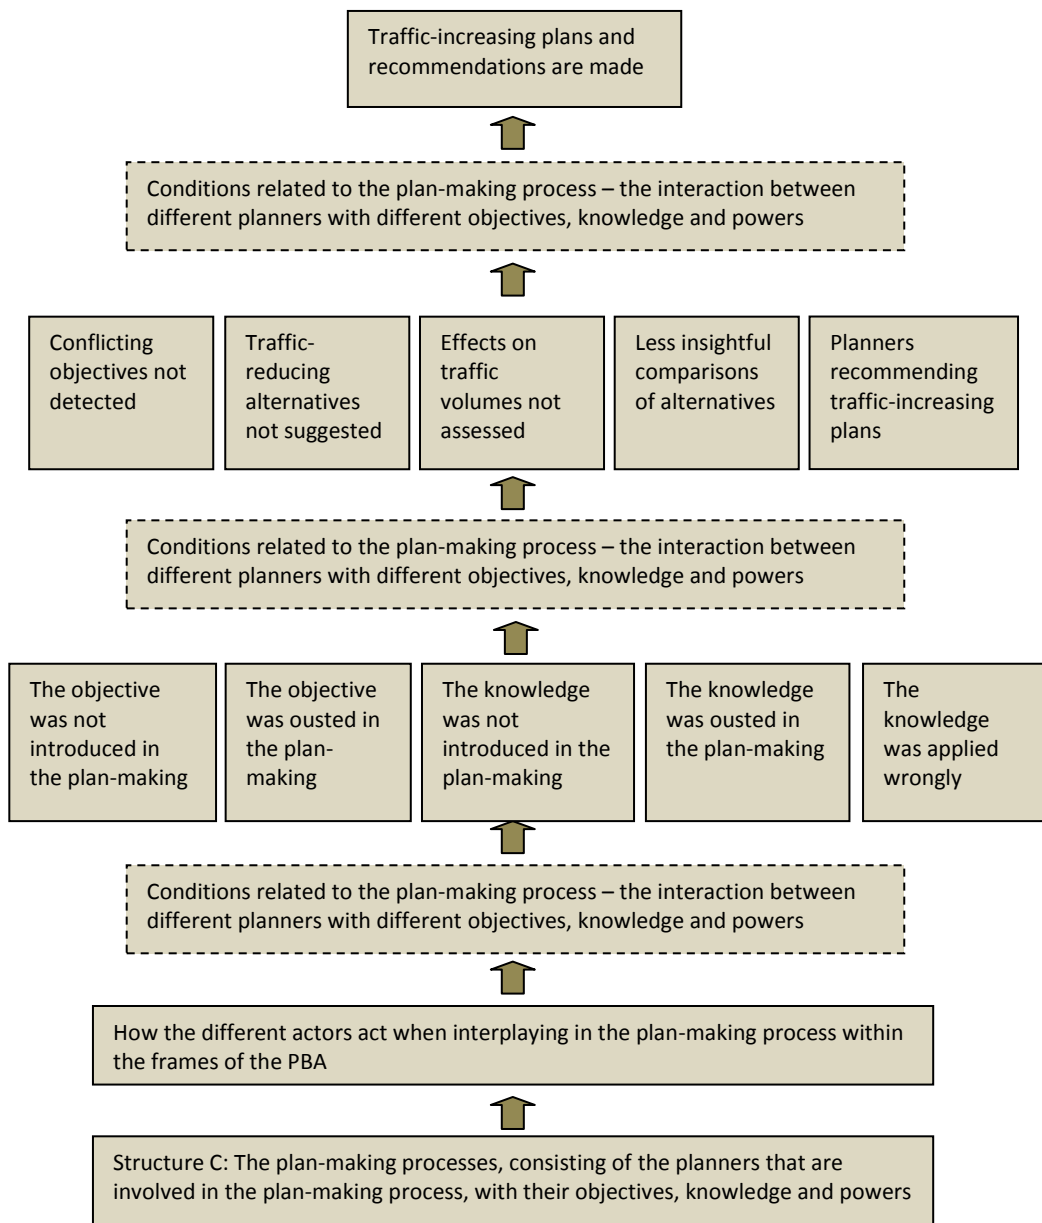 Traffic-increasing plans and
recommendations are made
Conditions related to the plan-making process – the interaction between
different planners with different objectives, knowledge and powers
Conflicting
objectives not
detected
Traffic-
reducing
alternatives
not suggested
Effects on
traffic
volumes not
assessed
Less insightful
comparisons
of alternatives
Planners
recommending
traffic-increasing
plans
Conditions related to the plan-making process – the interaction between
different planners with different objectives, knowledge and powers
The objective
was not
introduced in
the plan-making
The objective
was ousted in
the plan-
making
The knowledge
was not
introduced in the
plan-making
The knowledge
was ousted in
the plan-making
The
knowledge
was applied
wrongly
Conditions related to the plan-making process – the interaction between
different planners with different objectives, knowledge and powers
How the different actors act when interplaying in the plan-making process within
the frames of the PBA
Structure C: The plan-making processes, consisting of the planners that are
involved in the plan-making process, with their objectives, knowledge and powers